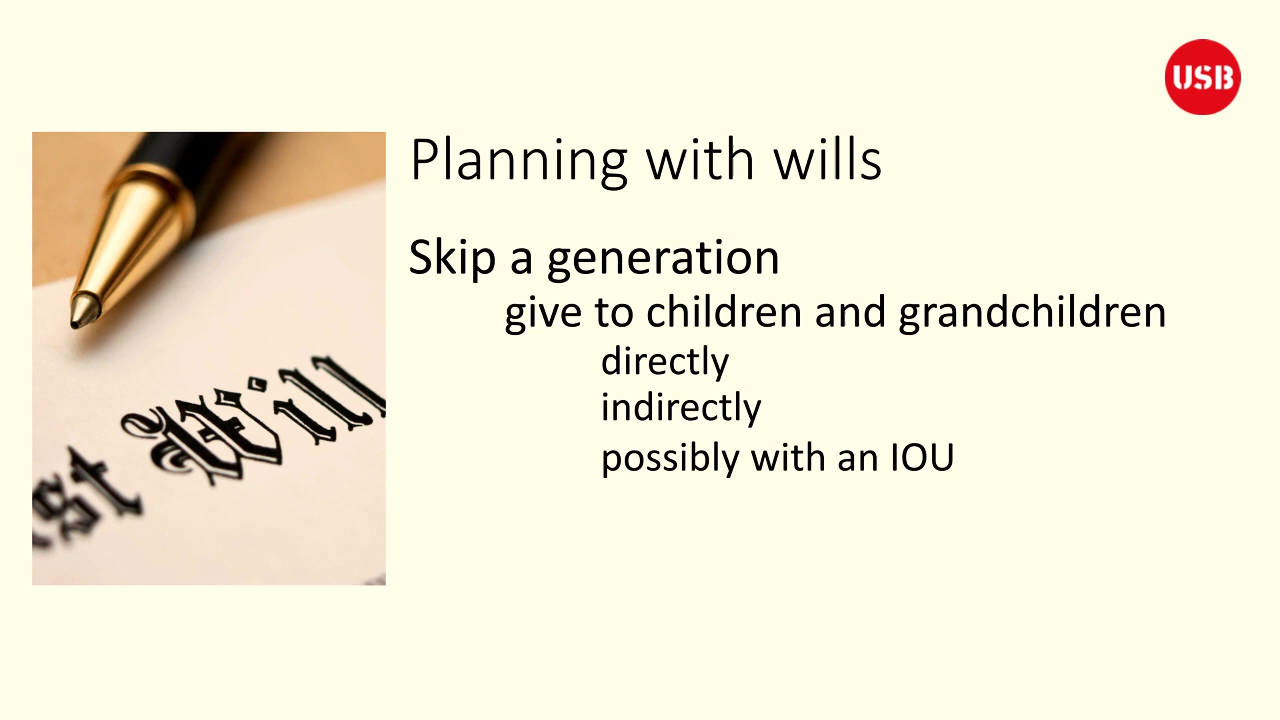 USB
Planning with wills
Skip a generation
give to children and grandchildren
directly
indirectly
possibly with an IOU
st Will